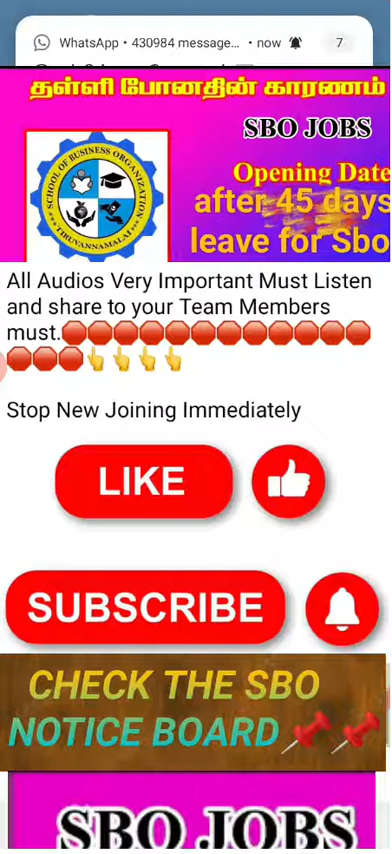 WhatsApp • 430984 message... • now 7
தள்ளி போனதின் காரணம்
SBO JOBS
SCHOOL OF BUSINESS ORGANIZATION
TIRUVANNAMALAI
Opening Date
after 45 days
leave for Sbo
All Audios Very Important Must Listen
and share to your Team Members
must.🛑🛑🛑🛑🛑🛑🛑🛑🛑🛑🛑🛑
🛑🛑🛑👆👆👆👆
Stop New Joining Immediately
LIKE
SUBSCRIBE
CHECK THE SBO
NOTICE BOARD📌📌
SBO JOBS